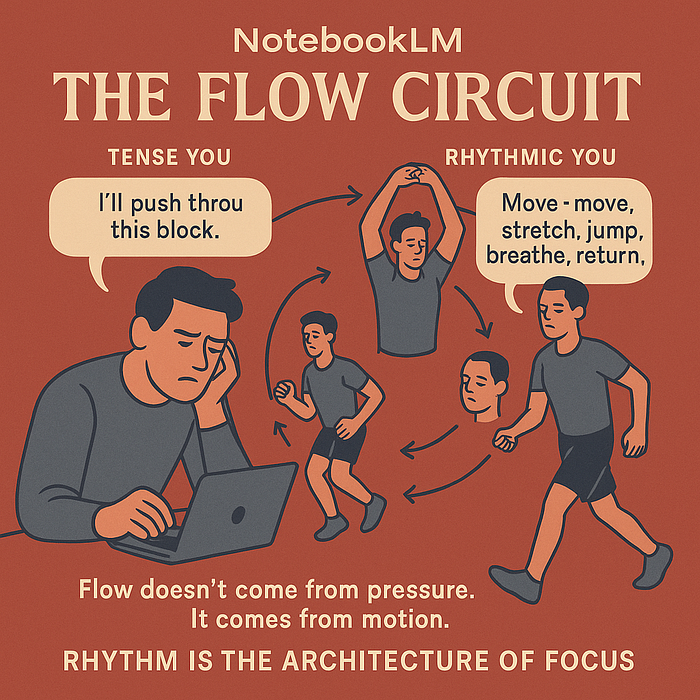 NotebookLM
THE FLOW CIRCUIT
TENSE YOU
I'll push throu
this block.
RHYTHMIC YOU
Move - move,
stretch, jump,
breathe, return,
Flow doesn't come from pressure.
It comes from motion.
RHYTHM IS THE ARCHITECTURE OF FOCUS